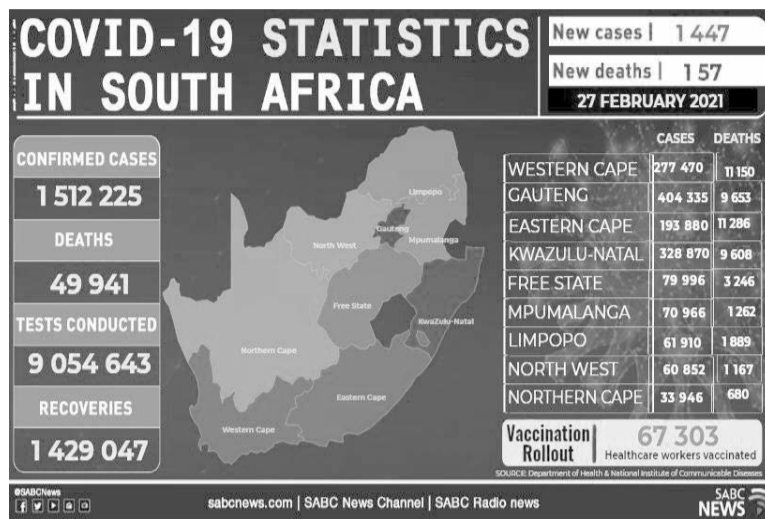 COVID-19 STATISTICS
IN SOUTH AFRICA
New cases | 1 447
New deaths | 157
27 FEBRUARY 2021
CONFIRMED CASES
1 512 225
DEATHS
49 941
TESTS CONDUCTED
9 054 643
RECOVERIES
1 429 047
Limpopo
Gauteng
Mpumalanga
North West
Free State
KwaZulu-Natal
Northern Cape
Eastern Cape
Western Cape
CASES DEATHS
WESTERN CAPE 277 470 11 150
GAUTENG 404 335 9 653
EASTERN CAPE 193 880 11 286
KWAZULU-NATAL 328 870 9 608
FREE STATE 79 996 3 246
MPUMALANGA 70 966 1 262
LIMPOPO 61 910 1 889
NORTH WEST 60 852 1 167
NORTHERN CAPE 33 946 680
Vaccination Rollout | 67 303
Healthcare workers vaccinated
SOURCE: Department of Health & National Institute of Communicable Diseases
@SABCNews
sabcnews.com | SABC News Channel | SABC Radio news
SABC
NEWS